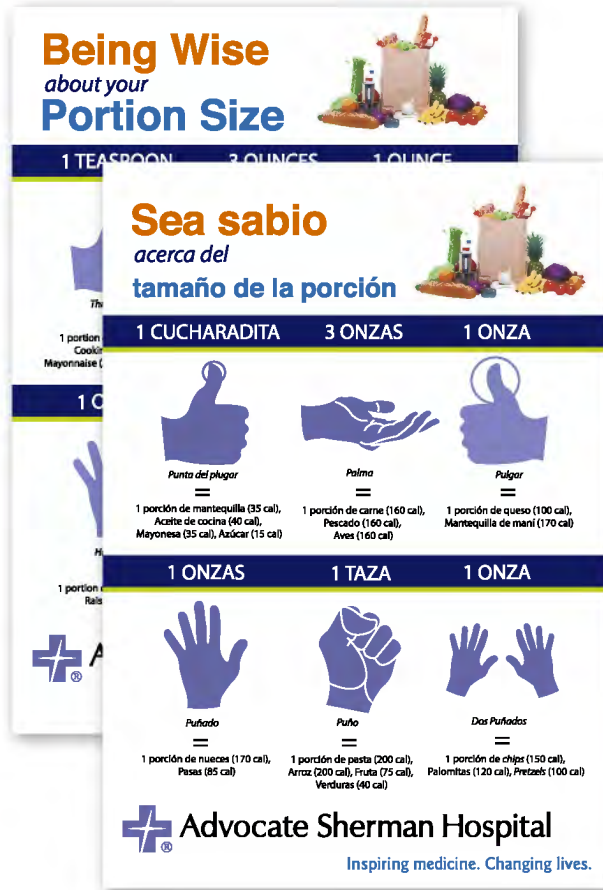 Being Wise
about your
Portion Size
1 TEASPOON 3 OUNCES 1 OUNCE
1 portion
Mayonnaise (
1 portion
Sea sabio
acerca del
tamaño de la porción
1 CUCHARADITA 3 ONZAS 1 ONZA
Punta del plugar Palma Pulgar
= = =
1 porción de mantequilla (35 cal), 1 porción de carne (160 cal), 1 porción de queso (100 cal),
Aceite de cocina (40 cal), Pescado (160 cal), Mantequilla de maní (170 cal)
Mayonesa (35 cal), Azúcar (15 cal) Aves (160 cal)
1 ONZAS 1 TAZA 1 ONZA
Puñado Puño Dos Puñados
= = =
1 porción de nueces (170 cal), 1 porción de pasta (200 cal), 1 porción de chips (150 cal),
Pasas (85 cal) Arroz (200 cal), Fruta (75 cal), Palomitas (120 cal), Pretzels (100 cal)
Verduras (40 cal)
® Advocate Sherman Hospital
Inspiring medicine. Changing lives.